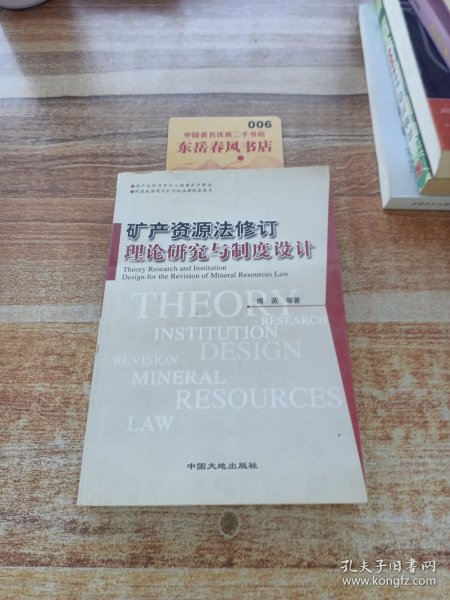 006
中国著名优质二手书店
东岳春风书店
矿产资源法修订
理论研究与制度设计
Theory Research and Institution
Design for the Revision of Mineral Resources Law
傅 英 等著
THEORY
RESEARCH
INSTITUTION
DESIGN
REVISION
MINERAL
RESOURCES
LAW
中国大地出版社
孔夫子旧书网
www.kongfz.com